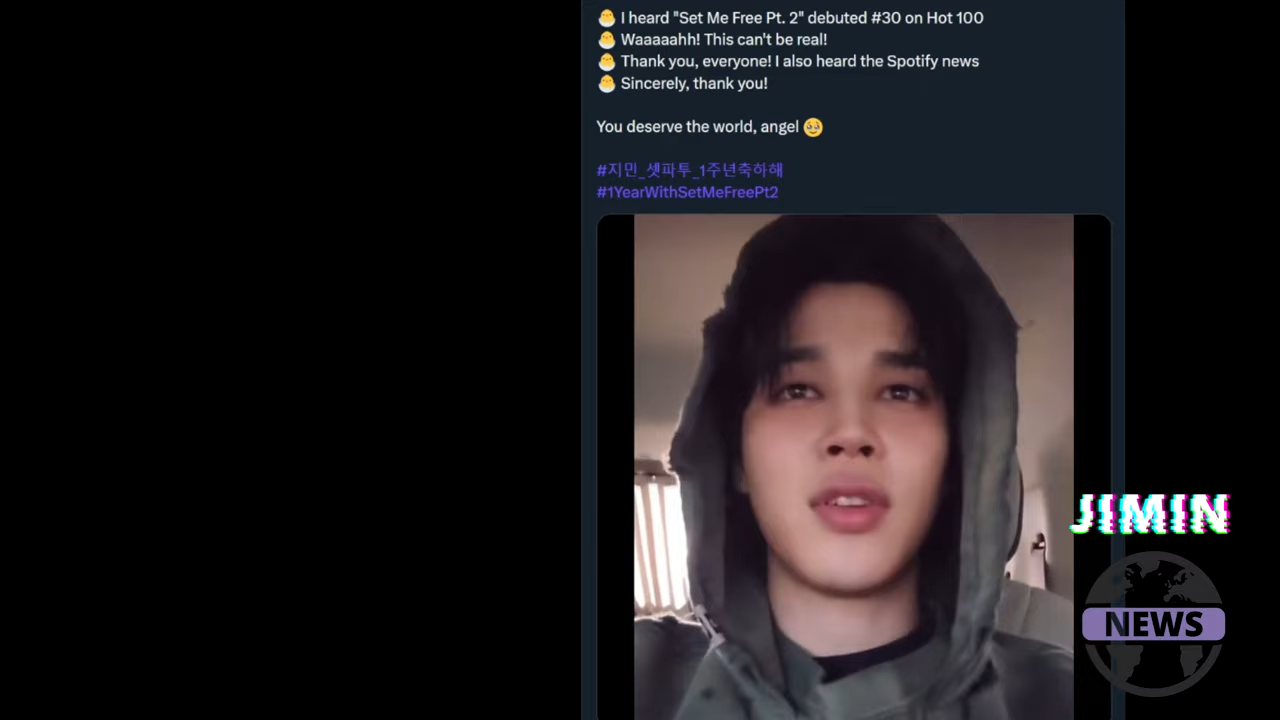 🐣 I heard "Set Me Free Pt. 2" debuted #30 on Hot 100
🐣 Waaaaahh! This can't be real!
🐣 Thank you, everyone! I also heard the Spotify news
🐣 Sincerely, thank you!
You deserve the world, angel 🥹
#지민_셋파투_1주년축하해
#1YearWithSetMeFreePt2
JIMIN
NEWS